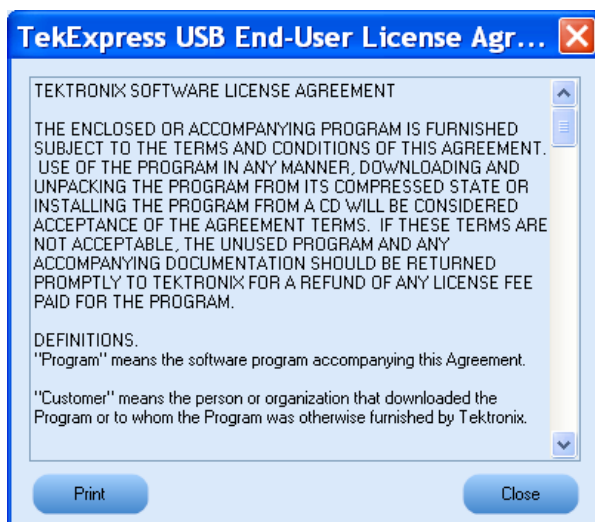 TekExpress USB End-User License Agr...
TEKTRONIX SOFTWARE LICENSE AGREEMENT
THE ENCLOSED OR ACCOMPANYING PROGRAM IS FURNISHED
SUBJECT TO THE TERMS AND CONDITIONS OF THIS AGREEMENT.
USE OF THE PROGRAM IN ANY MANNER, DOWNLOADING AND
UNPACKING THE PROGRAM FROM ITS COMPRESSED STATE OR
INSTALLING THE PROGRAM FROM A CD WILL BE CONSIDERED
ACCEPTANCE OF THE AGREEMENT TERMS.  IF THESE TERMS ARE
NOT ACCEPTABLE, THE UNUSED PROGRAM AND ANY
ACCOMPANYING DOCUMENTATION SHOULD BE RETURNED
PROMPTLY TO TEKTRONIX FOR A REFUND OF ANY LICENSE FEE
PAID FOR THE PROGRAM.
DEFINITIONS.
"Program" means the software program accompanying this Agreement.
"Customer" means the person or organization that downloaded the
Program or to whom the Program was otherwise furnished by Tektronix.
Print
Close